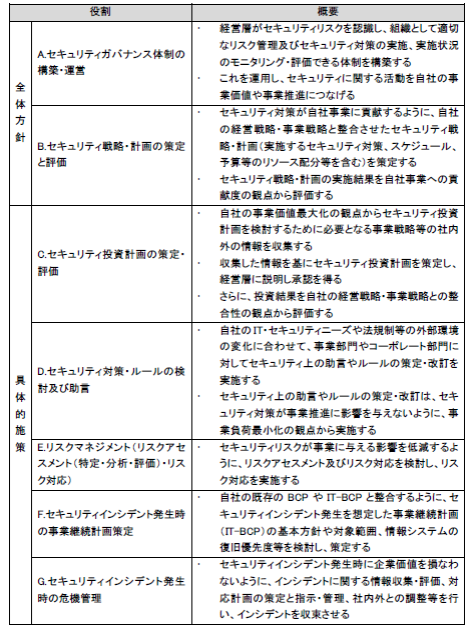 役割 概要
全体方針
A.セキュリティガバナンス体制の
構築・運営
・ 経営層がセキュリティリスクを認識し、組織として適切
なリスク管理及びセキュリティ対策の実施、実施状況
のモニタリング・評価できる体制を構築する
・ これを運用し、セキュリティに関する活動を自社の事
業価値や事業推進につなげる
B.セキュリティ戦略・計画の策定
と評価
・ セキュリティ対策が自社事業に貢献するように、自社
の経営戦略・事業戦略と整合させたセキュリティ戦
略・計画(実施するセキュリティ対策、スケジュール、
予算等のリソース配分等を含む)を策定する
・ セキュリティ戦略・計画の実施結果を自社事業への貢
献度の観点から評価する
具体的施策
C.セキュリティ投資計画の策定・
評価
・ 自社の事業価値最大化の観点からセキュリティ投資
計画を検討するために必要となる事業戦略等の社内
外の情報を収集する
・ 収集した情報を基にセキュリティ投資計画を策定し、
経営層に説明し承認を得る
・ さらに、投資結果を自社の経営戦略・事業戦略との整
合性の観点から評価する
D.セキュリティ対策・ルールの検
討及び助言
・ 自社のIT・セキュリティニーズや法規制等の外部環境
の変化に合わせて、事業部門やコーポレート部門に
対してセキュリティ上の助言やルールの策定・改訂を
実施する
・ セキュリティ上の助言やルールの策定・改訂は、セキ
ュリティ対策が事業推進に影響を与えないように、事
業負荷最小化の観点から実施する
E.リスクマネジメント(リスクアセ
スメント(特定・分析・評価)・リス
ク対応)
・ セキュリティリスクが事業に与える影響を低減するよ
うに、リスクアセスメント及びリスク対応を検討し、リス
ク対応を実施する
F.セキュリティインシデント発生時
の事業継続計画策定
・ 自社の既存の BCP や IT-BCP と整合するように、セ
キュリティインシデント発生を想定した事業継続計画
(IT-BCP)の基本方針や対象範囲、情報システムの
復旧優先度等を検討し、策定する
G.セキュリティインシデント発生
時の危機管理
・ セキュリティインシデント発生時に企業価値を損なわ
ないように、インシデントに関する情報収集・評価、対
応計画の策定と指示・管理、社内外との調整等を行
い、インシデントを収束させる